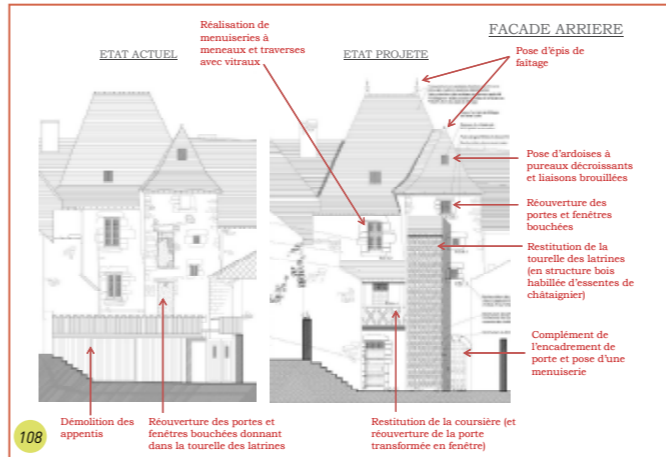 FACADE ARRIERE
ETAT ACTUEL
Réalisation de
menuiseries à
meneaux et traverses
avec vitraux
ETAT PROJETE
Pose d'épis de
faîtage
Pose d'ardoises à
pureaux décroissants
et liaisons brouillées
Réouverture des
portes et fenêtres
bouchées
Restitution de la
tourelle des latrines
(en structure bois
habillée d'essentes de
châtaignier)
Complément de
l'encadrement de
porte et pose d'une
menuiserie
Démolition des
appentis
Réouverture des portes et
fenêtres bouchées donnant
dans la tourelle des latrines
Restitution de la coursière (et
réouverture de la porte
transformée en fenêtre)
108